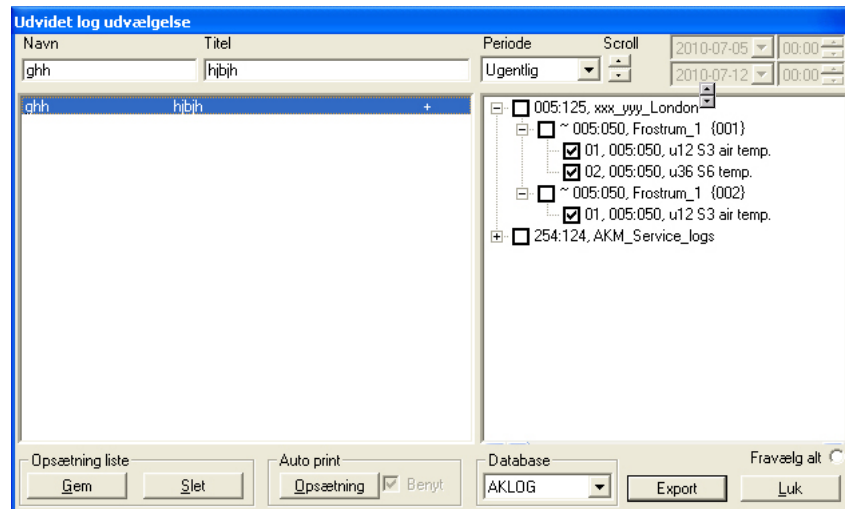 Udvidet log udvælgelse
Navn Titel Periode Scroll 2010-07-05 00:00
ghh hjbjh Ugentlig 2010-07-12 00:00
ghh hjbjh +
005:125, xxx_yyy_London
~ 005:050, Frostrum_1 {001}
01, 005:050, u12 S3 air temp.
02, 005:050, u36 S6 temp.
~ 005:050, Frostrum_1 {002}
01, 005:050, u12 S3 air temp.
254:124, AKM_Service_logs
Opsætning liste Auto print Database Fravælg alt
Gem Slet Opsætning Benyt AKLOG Export Luk